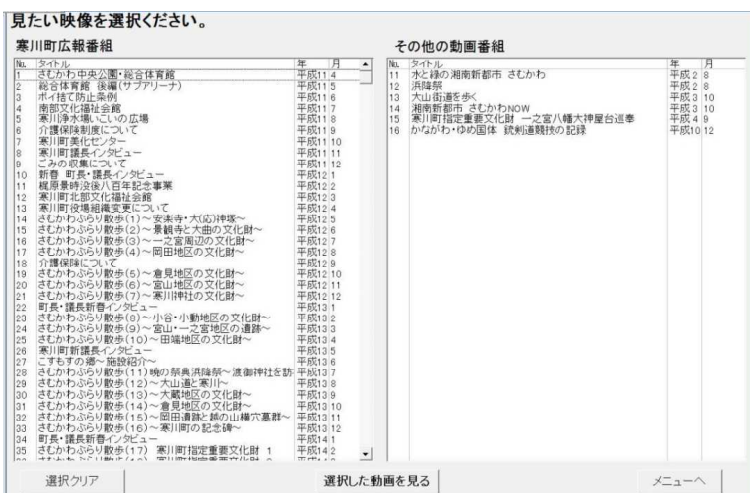 見たい映像を選択ください。
寒川町広報番組
No. タイトル 年 月
1 さむかわ中央公園・総合体育館 平成11 4
2 総合体育館 後編(サブアリーナ) 平成11 5
3 ポイ捨て防止条例 平成11 6
4 南部文化福祉会館 平成11 7
5 寒川浄水場いこいの広場 平成11 8
6 介護保険制度について 平成11 9
7 寒川町美化センター 平成11 10
8 寒川町議長インタビュー 平成11 11
9 ごみの収集について 平成11 12
10 新春 町長・議長インタビュー 平成12 1
11 梶原景時没後八百年記念事業 平成12 2
12 寒川町北部文化福祉会館 平成12 3
13 寒川町役場組織変更について 平成12 4
14 さむかわぶらり散歩(1)~安楽寺・大(応)神塚~ 平成12 5
15 さむかわぶらり散歩(2)~景観寺と大曲の文化財~ 平成12 6
16 さむかわぶらり散歩(3)~一之宮周辺の文化財~ 平成12 7
17 さむかわぶらり散歩(4)~岡田地区の文化財~ 平成12 8
18 介護保険について 平成12 9
19 さむかわぶらり散歩(5)~倉見地区の文化財~ 平成12 10
20 さむかわぶらり散歩(6)~宮山地区の文化財~ 平成12 11
21 さむかわぶらり散歩(7)~寒川神社の文化財~ 平成12 12
22 町長・議長新春インタビュー 平成13 1
23 さむかわぶらり散歩(8)~小谷・小動地区の文化財~ 平成13 2
24 さむかわぶらり散歩(9)~宮山・一之宮地区の遺跡~ 平成13 3
25 さむかわぶらり散歩(10)~田端地区の文化財~ 平成13 4
26 寒川町新議長インタビュー 平成13 5
27 こすもすの郷~施設紹介~ 平成13 6
28 さむかわぶらり散歩(11)暁の祭典浜降祭~渡御神社を訪 平成13 7
29 さむかわぶらり散歩(12)~大山道と寒川~ 平成13 8
30 さむかわぶらり散歩(13)~大蔵地区の文化財~ 平成13 9
31 さむかわぶらり散歩(14)~倉見地区の文化財~ 平成13 10
32 さむかわぶらり散歩(15)~岡田遺跡と越の山横穴墓群~ 平成13 11
33 さむかわぶらり散歩(16)~寒川町の記念碑~ 平成13 12
34 町長・議長新春インタビュー 平成14 1
35 さむかわぶらり散歩(17) 寒川町指定重要文化財 1 平成14 2
その他の動画番組
No. タイトル 年 月
11 水と緑の湘南新都市 さむかわ 平成2 8
12 浜降祭 平成2 8
13 大山街道を歩く 平成3 10
14 湘南新都市 さむかわNOW 平成3 10
15 寒川町指定重要文化財 一之宮八幡大神屋台巡奉 平成4 9
16 かながわ・ゆめ国体 銃剣道競技の記録 平成10 12
選択クリア
選択した動画を見る
メニューへ